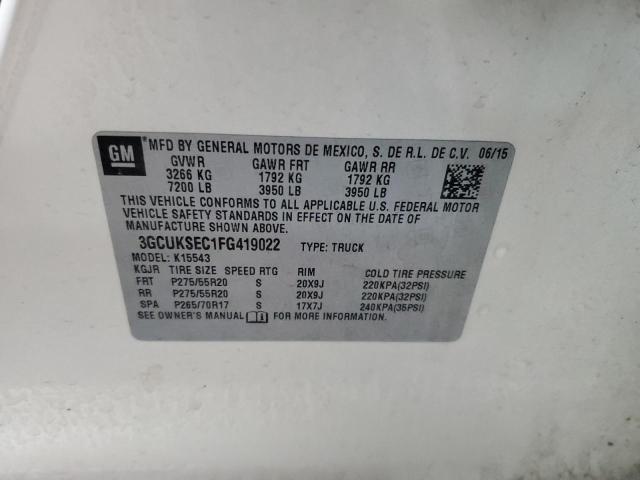 GM ®MFD BY GENERAL MOTORS DE MEXICO, S. DE R.L. DE C.V. 06/15
GVWR GAWR FRT GAWR RR
3266 KG 1792 KG 1792 KG
7200 LB 3950 LB 3950 LB
THIS VEHICLE CONFORMS TO ALL APPLICABLE U.S. FEDERAL MOTOR
VEHICLE SAFETY STANDARDS IN EFFECT ON THE DATE OF
MANUFACTURE SHOWN ABOVE.
3GCUKSEC1FG419022 TYPE: TRUCK
MODEL: K15543
KGJR TIRE SIZE SPEED RTG RIM COLD TIRE PRESSURE
FRT P275/55R20 S 20X9J 220KPA(32PSI)
RR P275/55R20 S 20X9J 220KPA(32PSI)
SPA P265/70R17 S 17X7J 240KPA(35PSI)
SEE OWNER'S MANUAL FOR MORE INFORMATION.